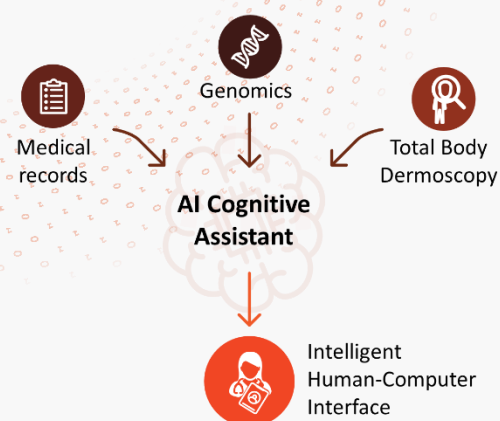 Genomics
Medical
records
Total Body
Dermoscopy
AI Cognitive
Assistant
Intelligent
Human-Computer
Interface